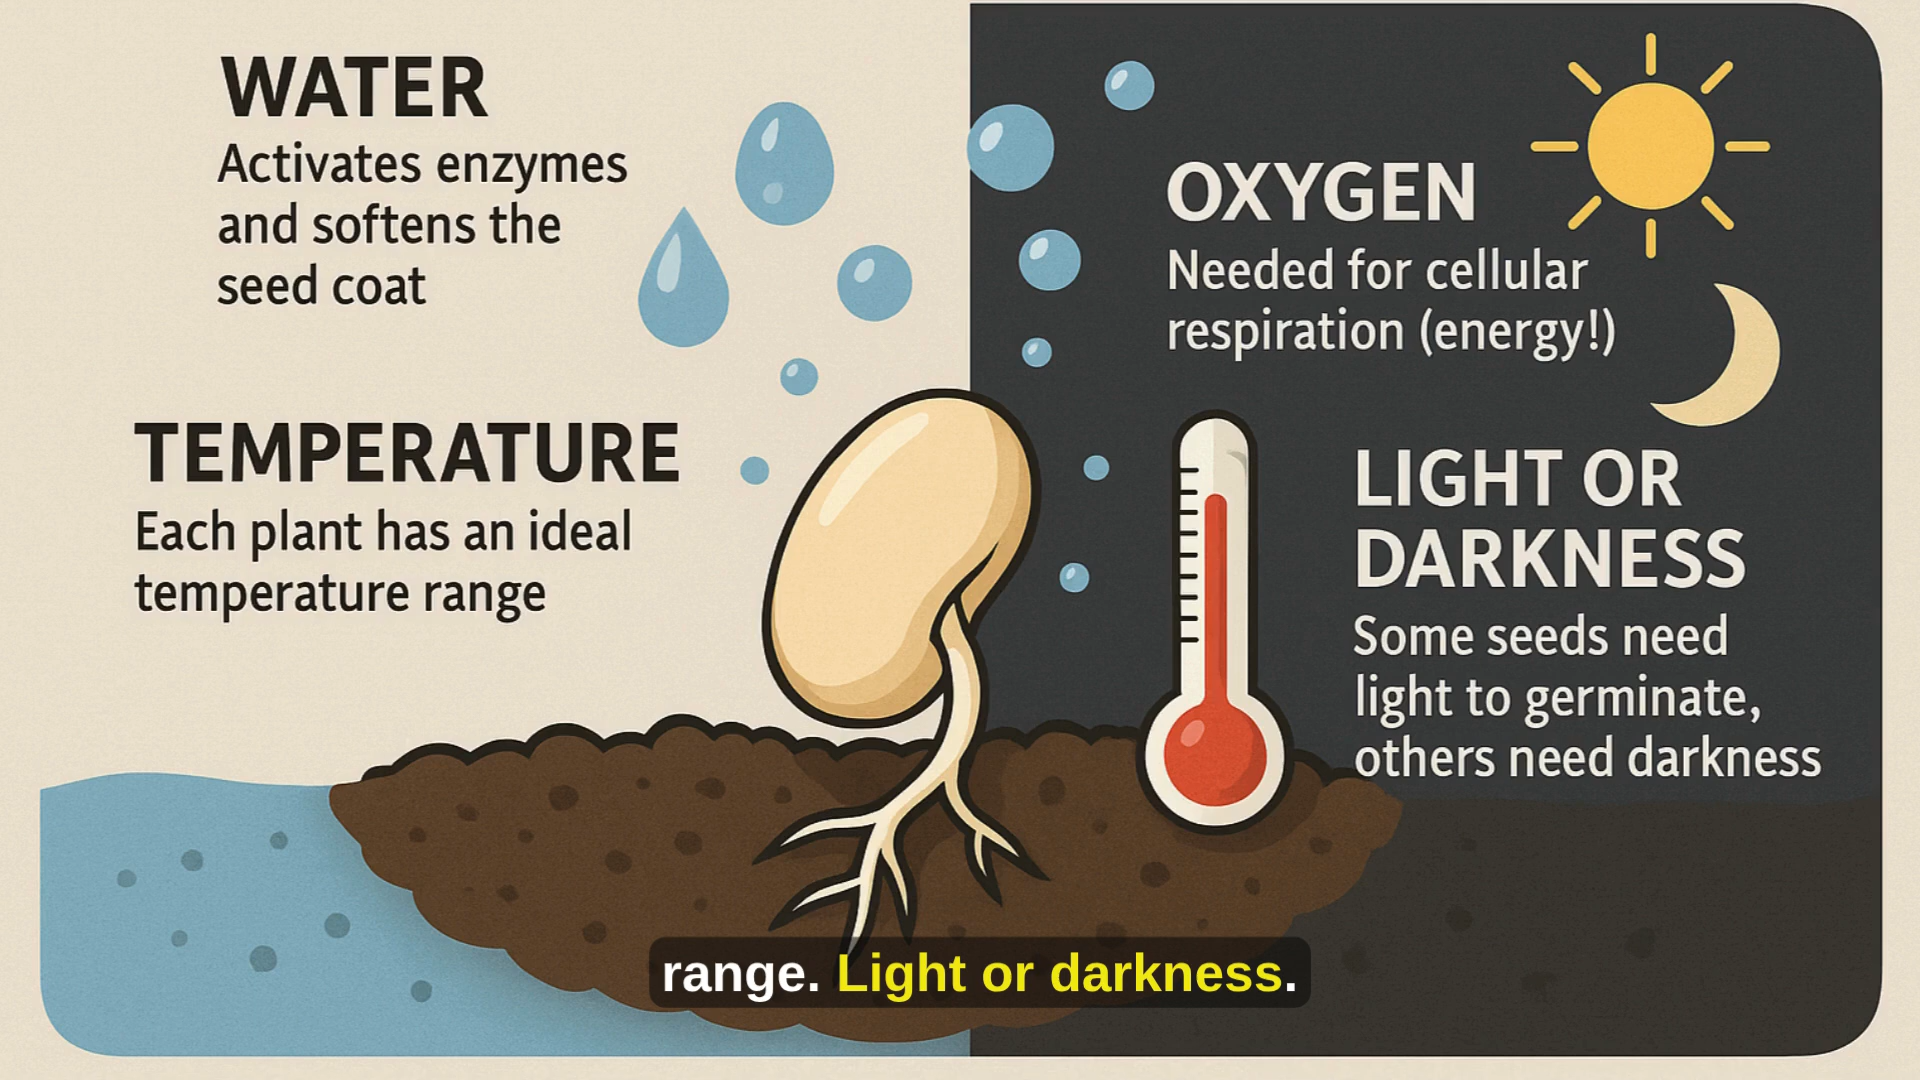 WATER
Activates enzymes
and softens the
seed coat
TEMPERATURE
Each plant has an ideal
temperature range
OXYGEN
Needed for cellular
respiration (energy!)
LIGHT OR
DARKNESS
Some seeds need
light to germinate,
others need darkness
range. Light or darkness.